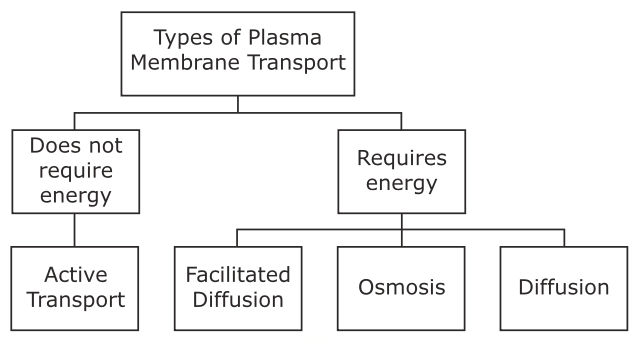 Types of Plasma
Membrane Transport
Does not
require
energy
Requires
energy
Active
Transport
Facilitated
Diffusion
Osmosis
Diffusion